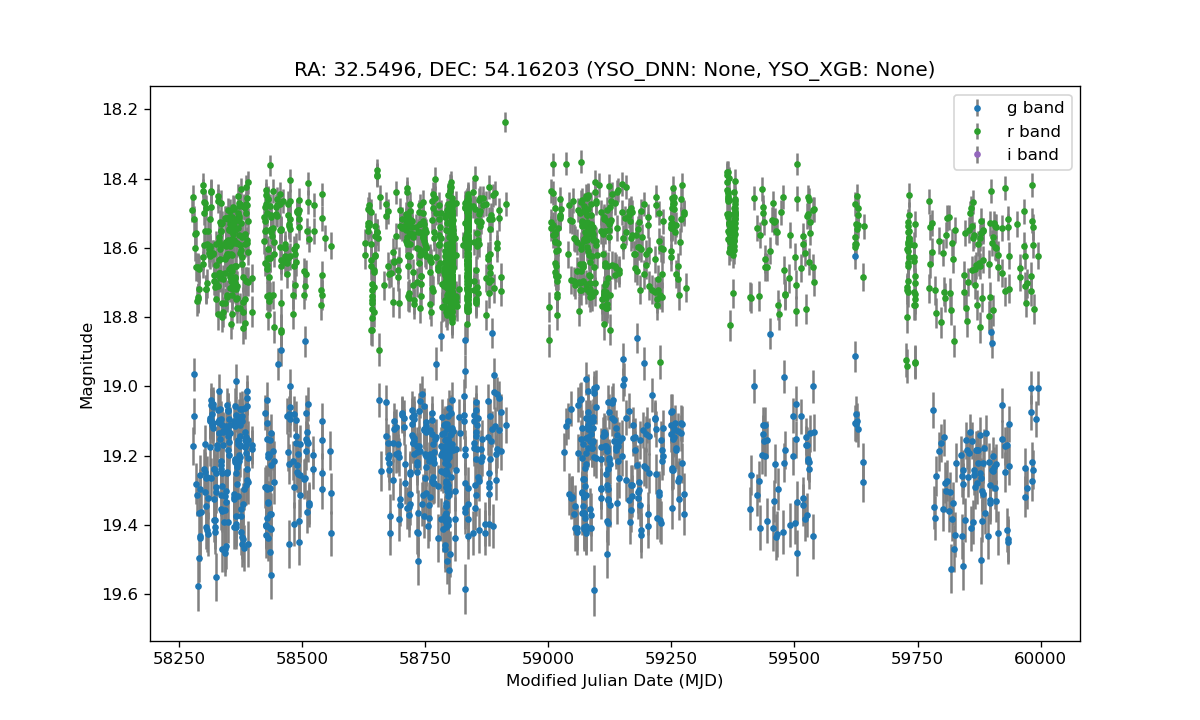 RA: 32.5496, DEC: 54.16203 (YSO_DNN: None, YSO_XGB: None)
g band
r band
i band
18.2
18.4
18.6
18.8
19.0
19.2
19.4
19.6
Magnitude
58250 58500 58750 59000 59250 59500 59750 60000
Modified Julian Date (MJD)